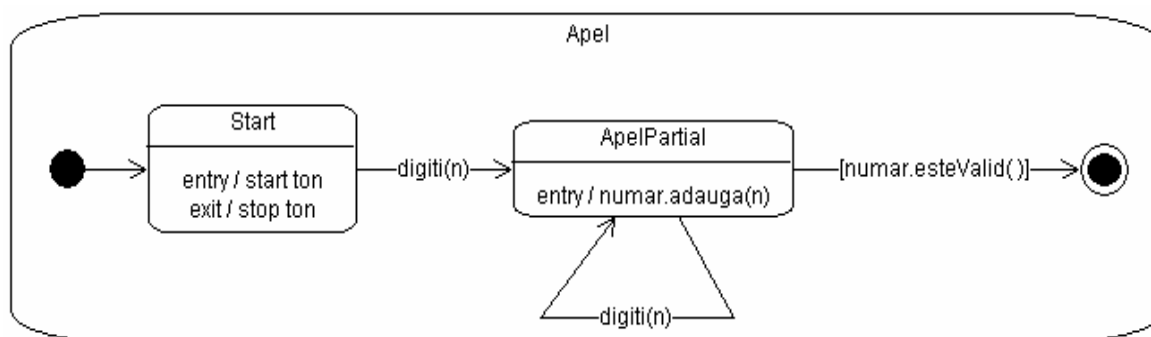 Apel
Start
entry / start ton
exit / stop ton
digiti(n)
ApelPartial
entry / numar.adauga(n)
digiti(n)
[numar.esteValid()]